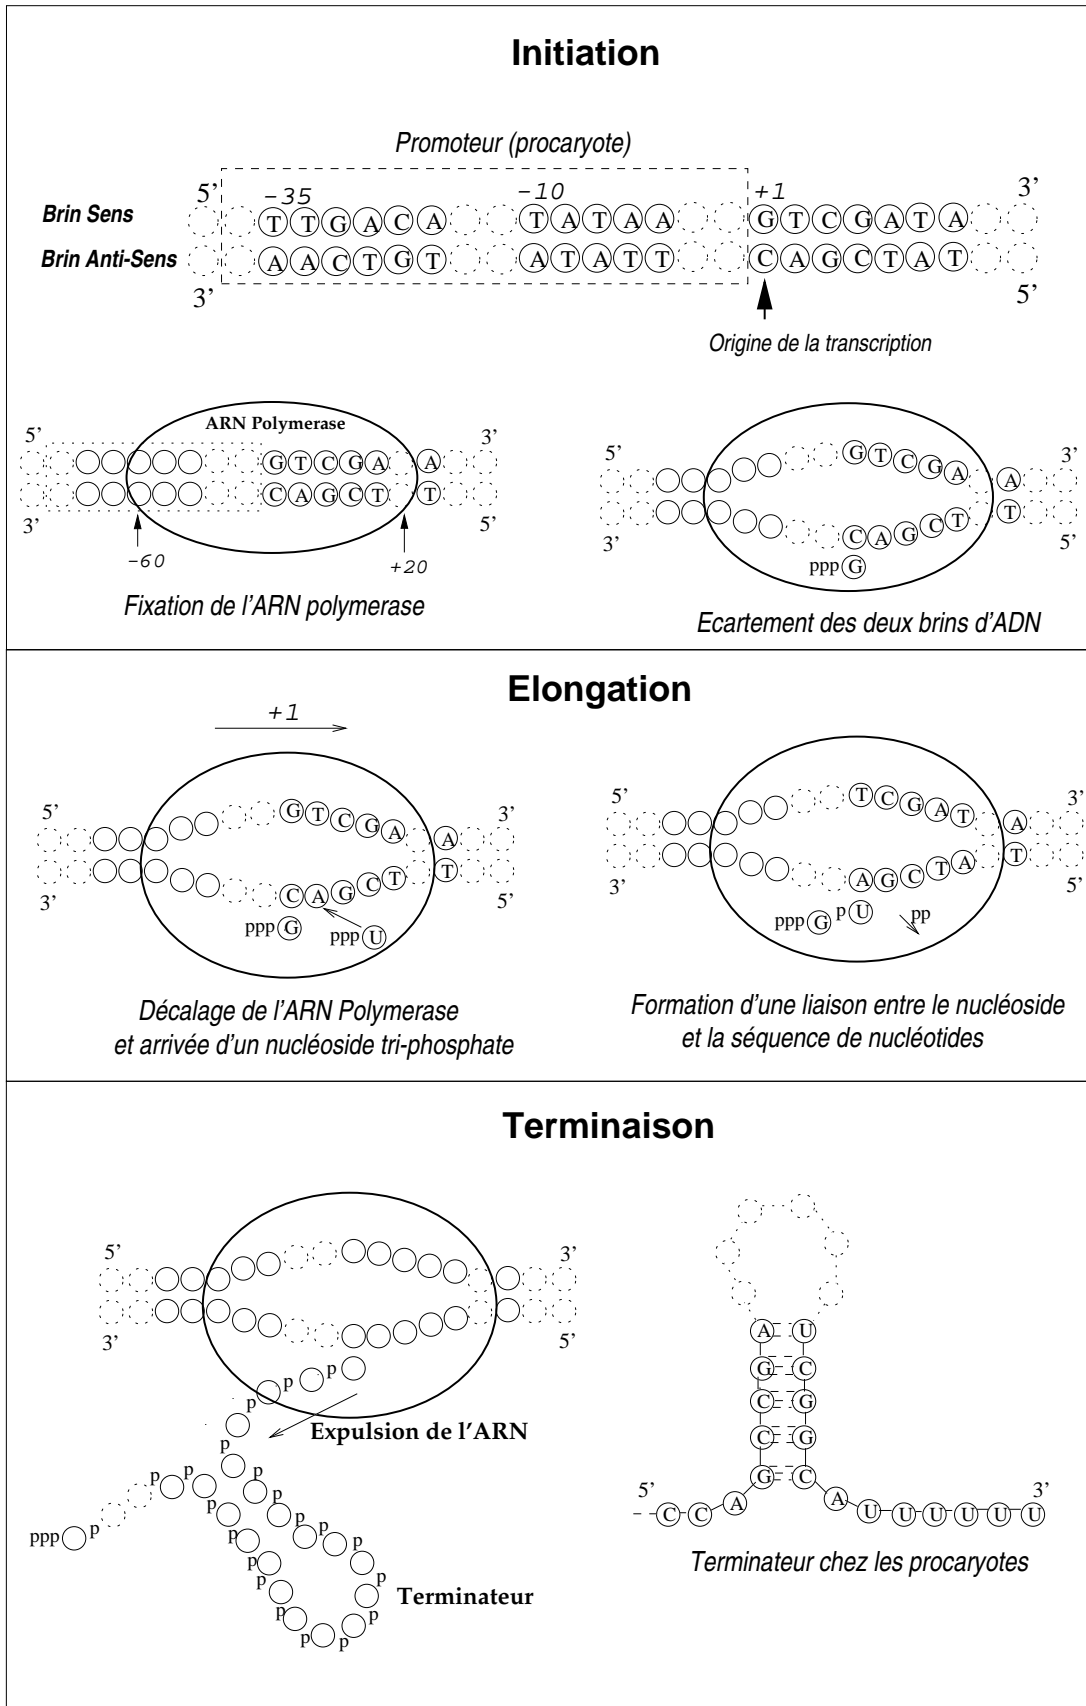 Initiation
Promoteur (procaryote)
5' -35 -10 +1 3'
Brin Sens T T G A C A T A T A A G T C G A T A
Brin Anti-Sens A A C T G T A T A T T C A G C T A T
3' 5'
Origine de la transcription
ARN Polymerase
5' 3'
G T C G A A
C A G C T T
3' 5'
-60 +20
Fixation de l'ARN polymerase
5' 3'
G T C G A A
C A G C T T
3' 5'
ppp G
Ecartement des deux brins d'ADN
Elongation
+1
5' 3'
G T C G A A
C A G C T T
3' 5'
ppp G ppp U
Décalage de l'ARN Polymerase
et arrivée d'un nucléoside tri-phosphate
5' 3'
T C G A T A
A G C T A T
3' 5'
ppp G p U pp
Formation d'une liaison entre le nucléoside
et la séquence de nucléotides
Terminaison
5' 3'
3' 5'
p p p p
Expulsion de l'ARN
p p p p p p p p p
ppp p p p p p p p p p p p p
Terminateur
A U
G C
C G
C G
G C
5' 3'
C C A A U U U U U U
Terminateur chez les procaryotes